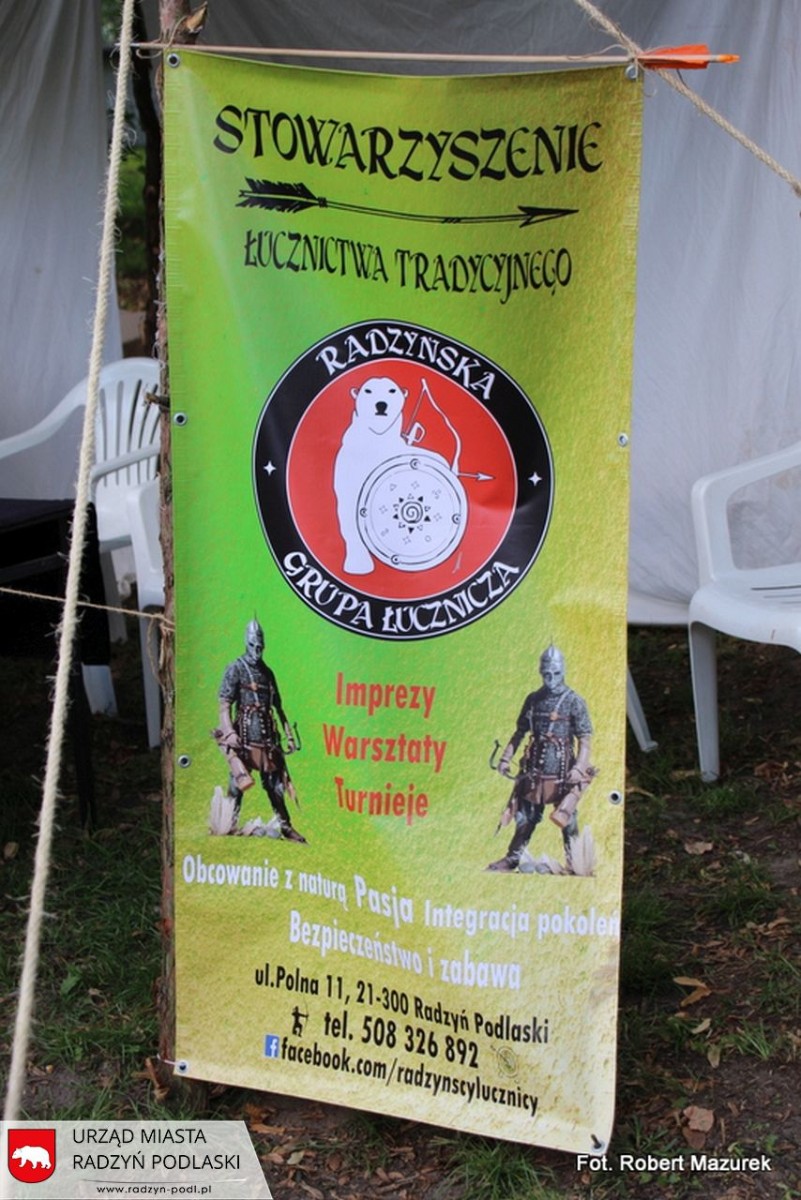 STOWARZYSZENIE
ŁUCZNICTWA TRADYCYJNEGO
RADZYŃSKA
GRUPA ŁUCZNICZA
Imprezy
Warsztaty
Turnieje
Obcowanie z naturą Pasja Integracja pokoleń
Bezpieczeństwo i zabawa
ul.Polna 11, 21-300 Radzyń Podlaski
tel. 508 326 892
facebook.com/radzynscylucznicy
URZĄD MIASTA
RADZYŃ PODLASKI
www.radzyn-podl.pl
Fot. Robert Mazurek